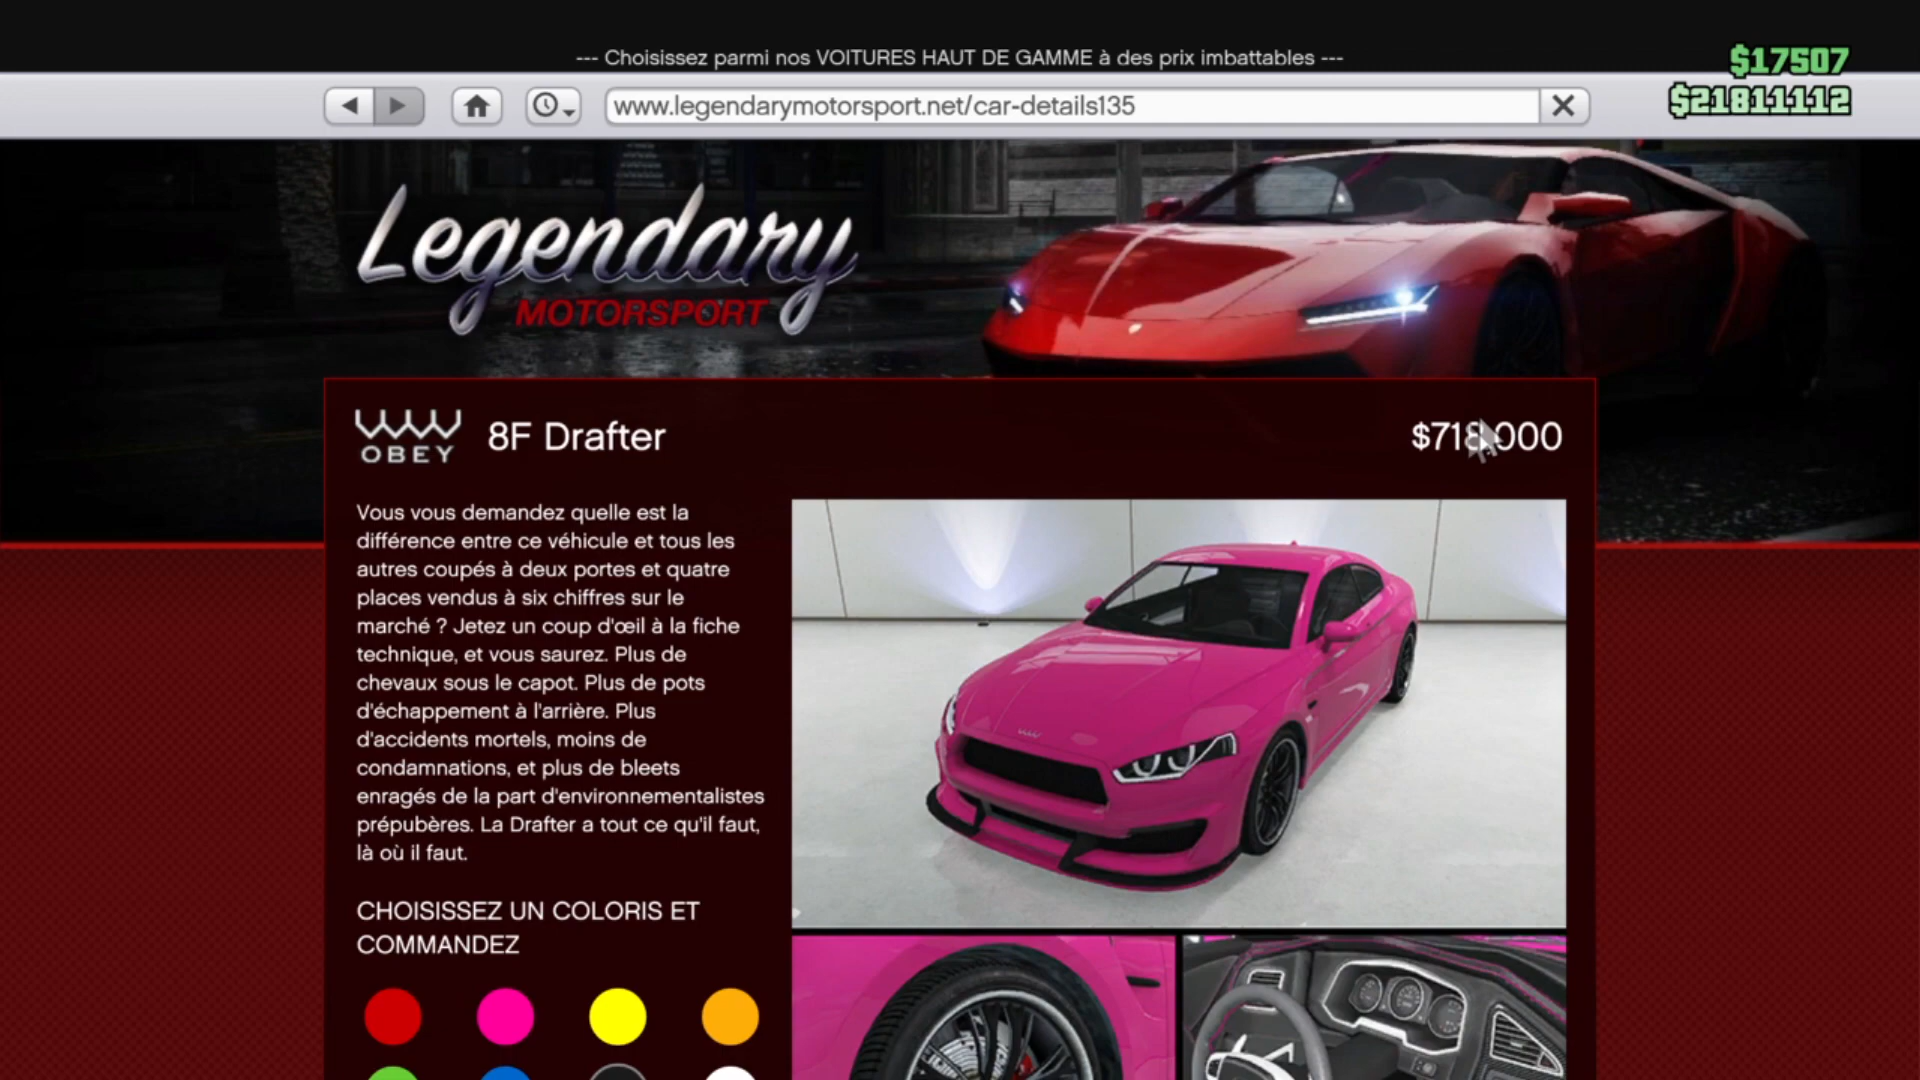 --- Choisissez parmi nos VOITURES HAUT DE GAMME à des prix imbattables ---
$17507
www.legendarymotorsport.net/car-details135
$21811112
Legendary
MOTORSPORT
OBEY
8F Drafter
$718,000
Vous vous demandez quelle est la
différence entre ce véhicule et tous les
autres coupés à deux portes et quatre
places vendus à six chiffres sur le
marché ? Jetez un coup d'œil à la fiche
technique, et vous saurez. Plus de
chevaux sous le capot. Plus de pots
d'échappement à l'arrière. Plus
d'accidents mortels, moins de
condamnations, et plus de bleets
enragés de la part d'environnementalistes
prépubères. La Drafter a tout ce qu'il faut,
là où il faut.
CHOISISSEZ UN COLORIS ET
COMMANDEZ